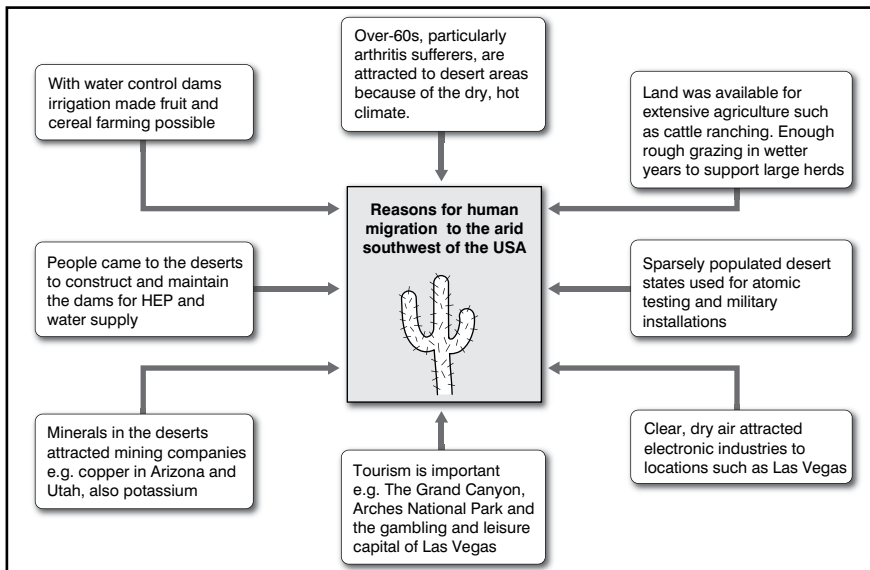 Over-60s, particularly
arthritis sufferers, are
attracted to desert areas
because of the dry, hot
climate.
With water control dams
irrigation made fruit and
cereal farming possible
Land was available for
extensive agriculture such
as cattle ranching. Enough
rough grazing in wetter
years to support large herds
Reasons for human
migration to the arid
southwest of the USA
People came to the deserts
to construct and maintain
the dams for HEP and
water supply
Sparsely populated desert
states used for atomic
testing and military
installations
Minerals in the deserts
attracted mining companies
e.g. copper in Arizona and
Utah, also potassium
Clear, dry air attracted
electronic industries to
locations such as Las Vegas
Tourism is important
e.g. The Grand Canyon,
Arches National Park and
the gambling and leisure
capital of Las Vegas